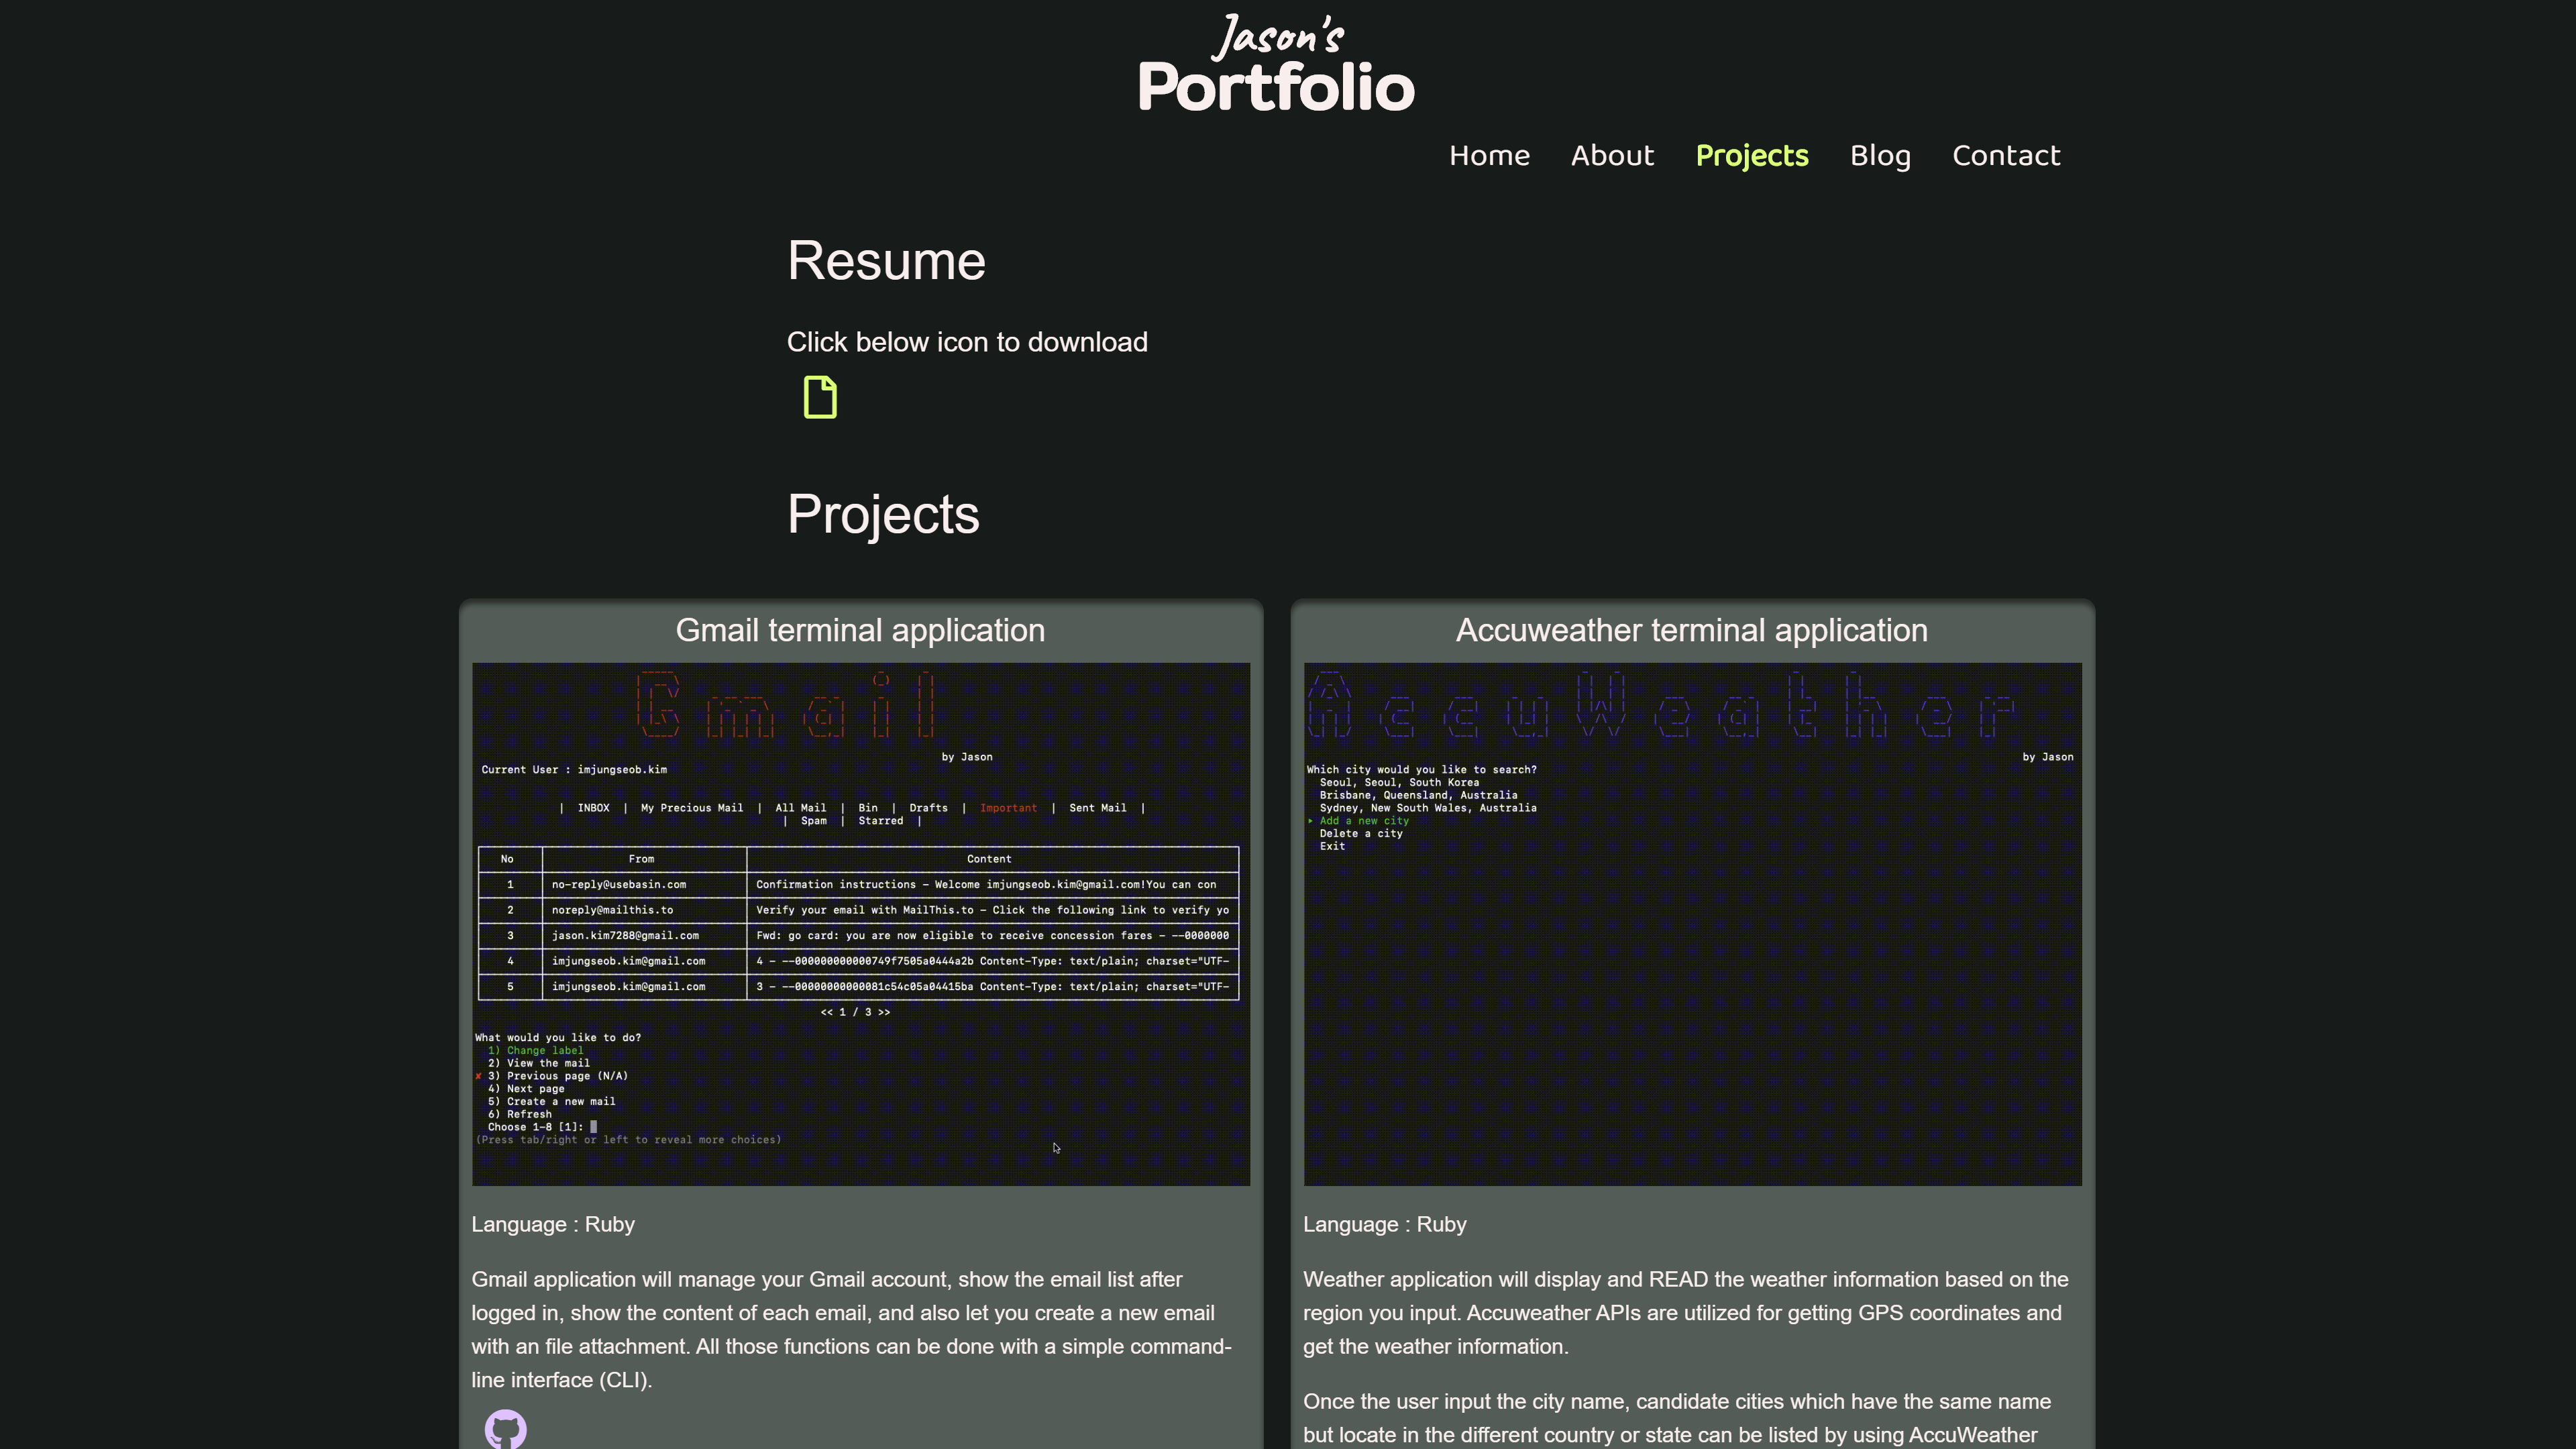 Jason's
Portfolio
Home About Projects Blog Contact
Resume
Click below icon to download
Projects
Gmail terminal application
Gmail
by Jason
Current User : imjungseob.kim
| INBOX | My Precious Mail | All Mail | Bin | Drafts | Important | Sent Mail |
| Spam | Starred |
No From Content
1 no-reply@usebasin.com Confirmation instructions – Welcome imjungseob.kim@gmail.com!You can con
2 noreply@mailthis.to Verify your email with MailThis.to – Click the following link to verify yo
3 jason.kim7288@gmail.com Fwd: go card: you are now eligible to receive concession fares – --0000000
4 imjungseob.kim@gmail.com 4 – --000000000000749f7505a0444a2b Content-Type: text/plain; charset="UTF-
5 imjungseob.kim@gmail.com 3 – --00000000000081c54c05a04415ba Content-Type: text/plain; charset="UTF-
<< 1 / 3 >>
What would you like to do?
1) Change label
2) View the mail
✘ 3) Previous page (N/A)
4) Next page
5) Create a new mail
6) Refresh
Choose 1-8 [1]:
(Press tab/right or left to reveal more choices)
Language : Ruby
Gmail application will manage your Gmail account, show the email list after
logged in, show the content of each email, and also let you create a new email
with an file attachment. All those functions can be done with a simple command-
line interface (CLI).
Accuweather terminal application
AccuWeather
by Jason
Which city would you like to search?
Seoul, Seoul, South Korea
Brisbane, Queensland, Australia
Sydney, New South Wales, Australia
‣ Add a new city
Delete a city
Exit
Language : Ruby
Weather application will display and READ the weather information based on the
region you input. Accuweather APIs are utilized for getting GPS coordinates and
get the weather information.
Once the user input the city name, candidate cities which have the same name
but locate in the different country or state can be listed by using AccuWeather